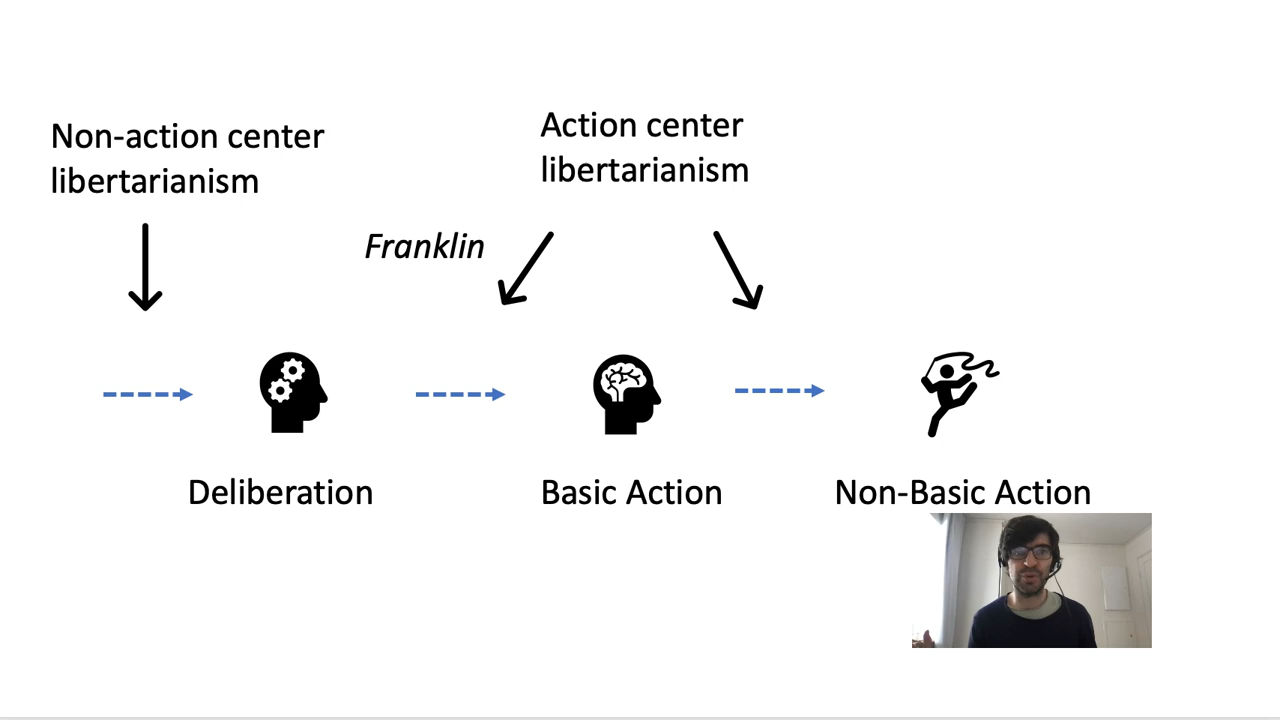 Non-action center
libertarianism
Action center
libertarianism
Franklin
Deliberation
Basic Action
Non-Basic Action